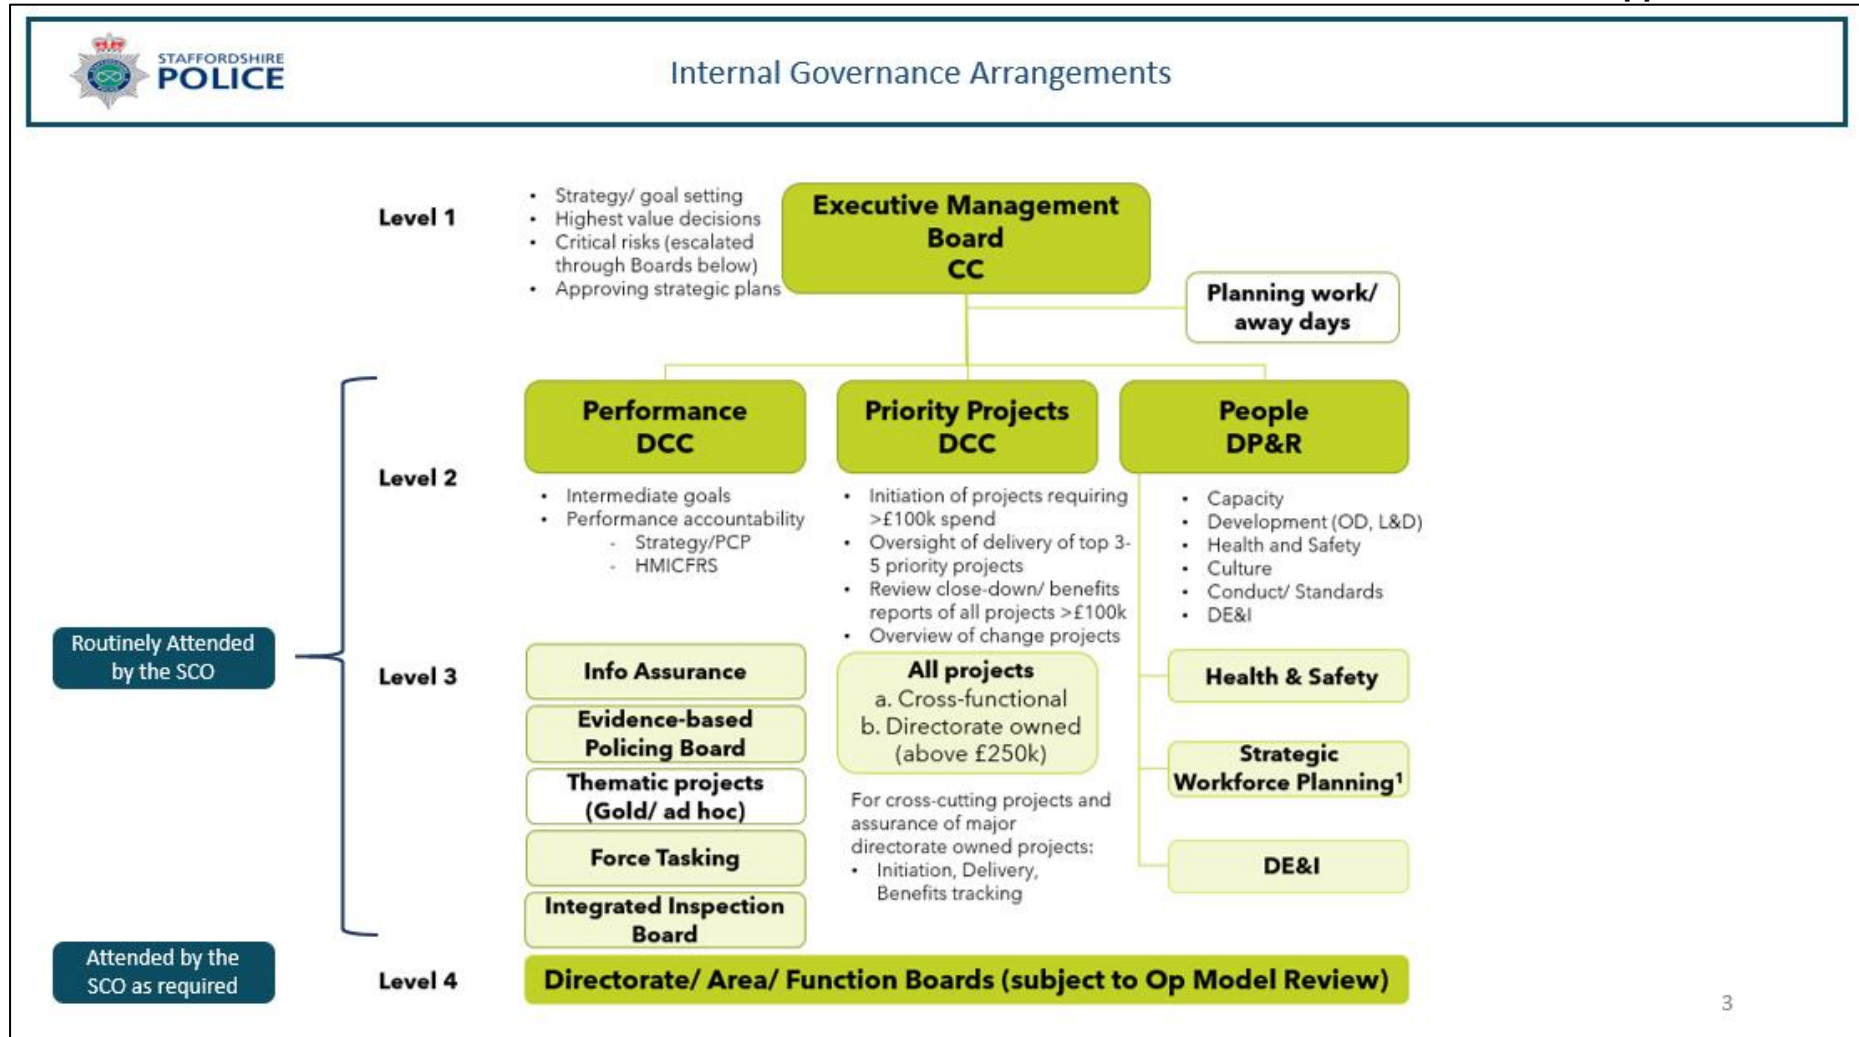 STAFFORDSHIRE
POLICE
Internal Governance Arrangements
Level 1
• Strategy/ goal setting
• Highest value decisions
• Critical risks (escalated
through Boards below)
• Approving strategic plans
Executive Management
Board
CC
Planning work/
away days
Level 2
Performance
DCC
• Intermediate goals
• Performance accountability
- Strategy/PCP
- HMICFRS
Priority Projects
DCC
• Initiation of projects requiring
>£100k spend
• Oversight of delivery of top 3-
5 priority projects
• Review close-down/ benefits
reports of all projects >£100k
• Overview of change projects
People
DP&R
• Capacity
• Development (OD, L&D)
• Health and Safety
• Culture
• Conduct/ Standards
• DE&I
Routinely Attended
by the SCO
Level 3
Info Assurance
Evidence-based
Policing Board
Thematic projects
(Gold/ ad hoc)
Force Tasking
Integrated Inspection
Board
All projects
a. Cross-functional
b. Directorate owned
(above £250k)
For cross-cutting projects and
assurance of major
directorate owned projects:
• Initiation, Delivery,
Benefits tracking
Health & Safety
Strategic
Workforce Planning¹
DE&I
Attended by the
SCO as required
Level 4
Directorate/ Area/ Function Boards (subject to Op Model Review)
3